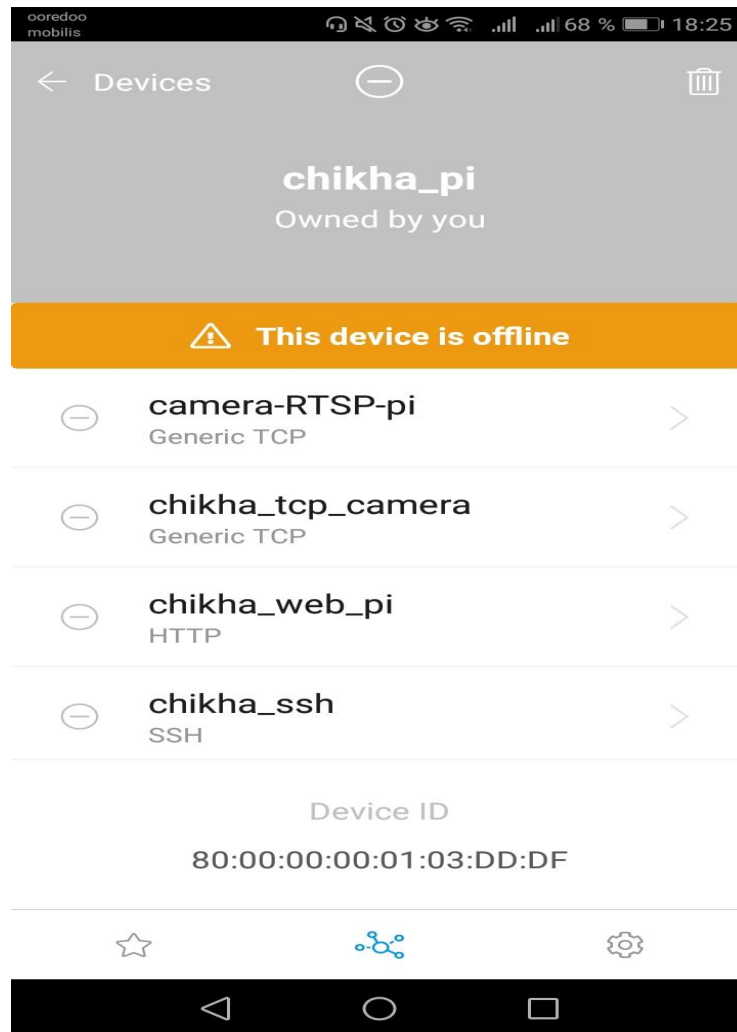 ooredoo
mobilis
68 % 18:25
Devices
chikha_pi
Owned by you
This device is offline
camera-RTSP-pi
Generic TCP
chikha_tcp_camera
Generic TCP
chikha_web_pi
HTTP
chikha_ssh
SSH
Device ID
80:00:00:00:01:03:DD:DF